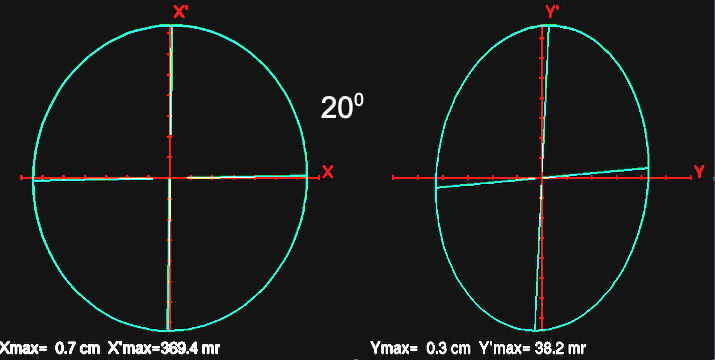 X' Y'
20⁰
X Y
Xmax= 0.7 cm X'max=369.4 mr Ymax= 0.3 cm Y'max= 38.2 mr